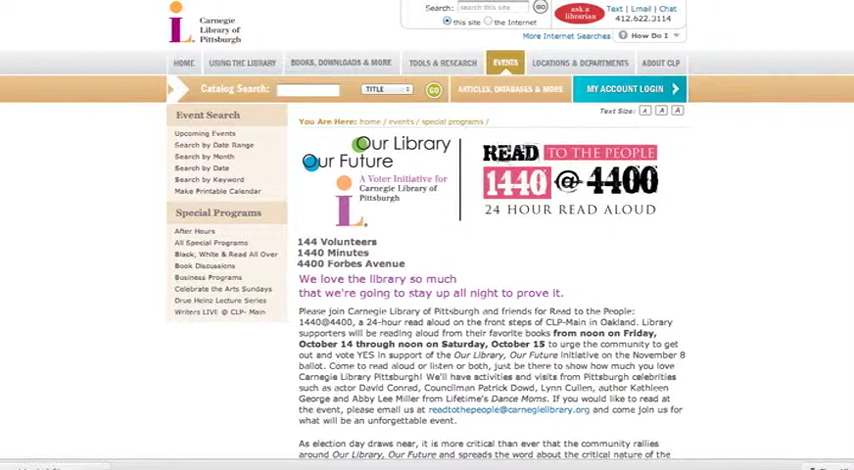 Carnegie
Library of
Pittsburgh
Search: search this site GO
this site the Internet
ask a
librarian
Text | Email | Chat
412.622.3114
More Internet Searches
? How Do I
HOME USING THE LIBRARY BOOKS, DOWNLOADS & MORE TOOLS & RESEARCH EVENTS LOCATIONS & DEPARTMENTS ABOUT CLP
Catalog Search: TITLE GO ARTICLES, DATABASES & MORE MY ACCOUNT LOGIN
Text Size: A A A
Event Search
Upcoming Events
Search by Date Range
Search by Month
Search by Date
Search by Keyword
Make Printable Calendar
Special Programs
After Hours
All Special Programs
Black, White & Read All Over
Book Discussions
Business Programs
Celebrate the Arts Sundays
Drue Heinz Lecture Series
Writers LIVE @ CLP- Main
You Are Here: home / events / special programs /
Our Library
Our Future
A Voter Initiative for
Carnegie Library of
Pittsburgh
READ TO THE PEOPLE
1440 @ 4400
24 HOUR READ ALOUD
144 Volunteers
1440 Minutes
4400 Forbes Avenue
We love the library so much
that we're going to stay up all night to prove it.
Please join Carnegie Library of Pittsburgh and friends for Read to the People:
1440@4400, a 24-hour read aloud on the front steps of CLP-Main in Oakland. Library
supporters will be reading aloud from their favorite books from noon on Friday,
October 14 through noon on Saturday, October 15 to urge the community to get
out and vote YES in support of the Our Library, Our Future initiative on the November 8
ballot. Come to read aloud or listen or both, just be there to show how much you love
Carnegie Library Pittsburgh! We'll have activities and visits from Pittsburgh celebrities
such as actor David Conrad, Councilman Patrick Dowd, Lynn Cullen, author Kathleen
George and Abby Lee Miller from Lifetime's Dance Moms. If you would like to read at
the event, please email us at readtothepeople@carnegielibrary.org and come join us for
what will be an unforgettable event.
As election day draws near, it is more critical than ever that the community rallies
around Our Library, Our Future and spreads the word about the critical nature of the